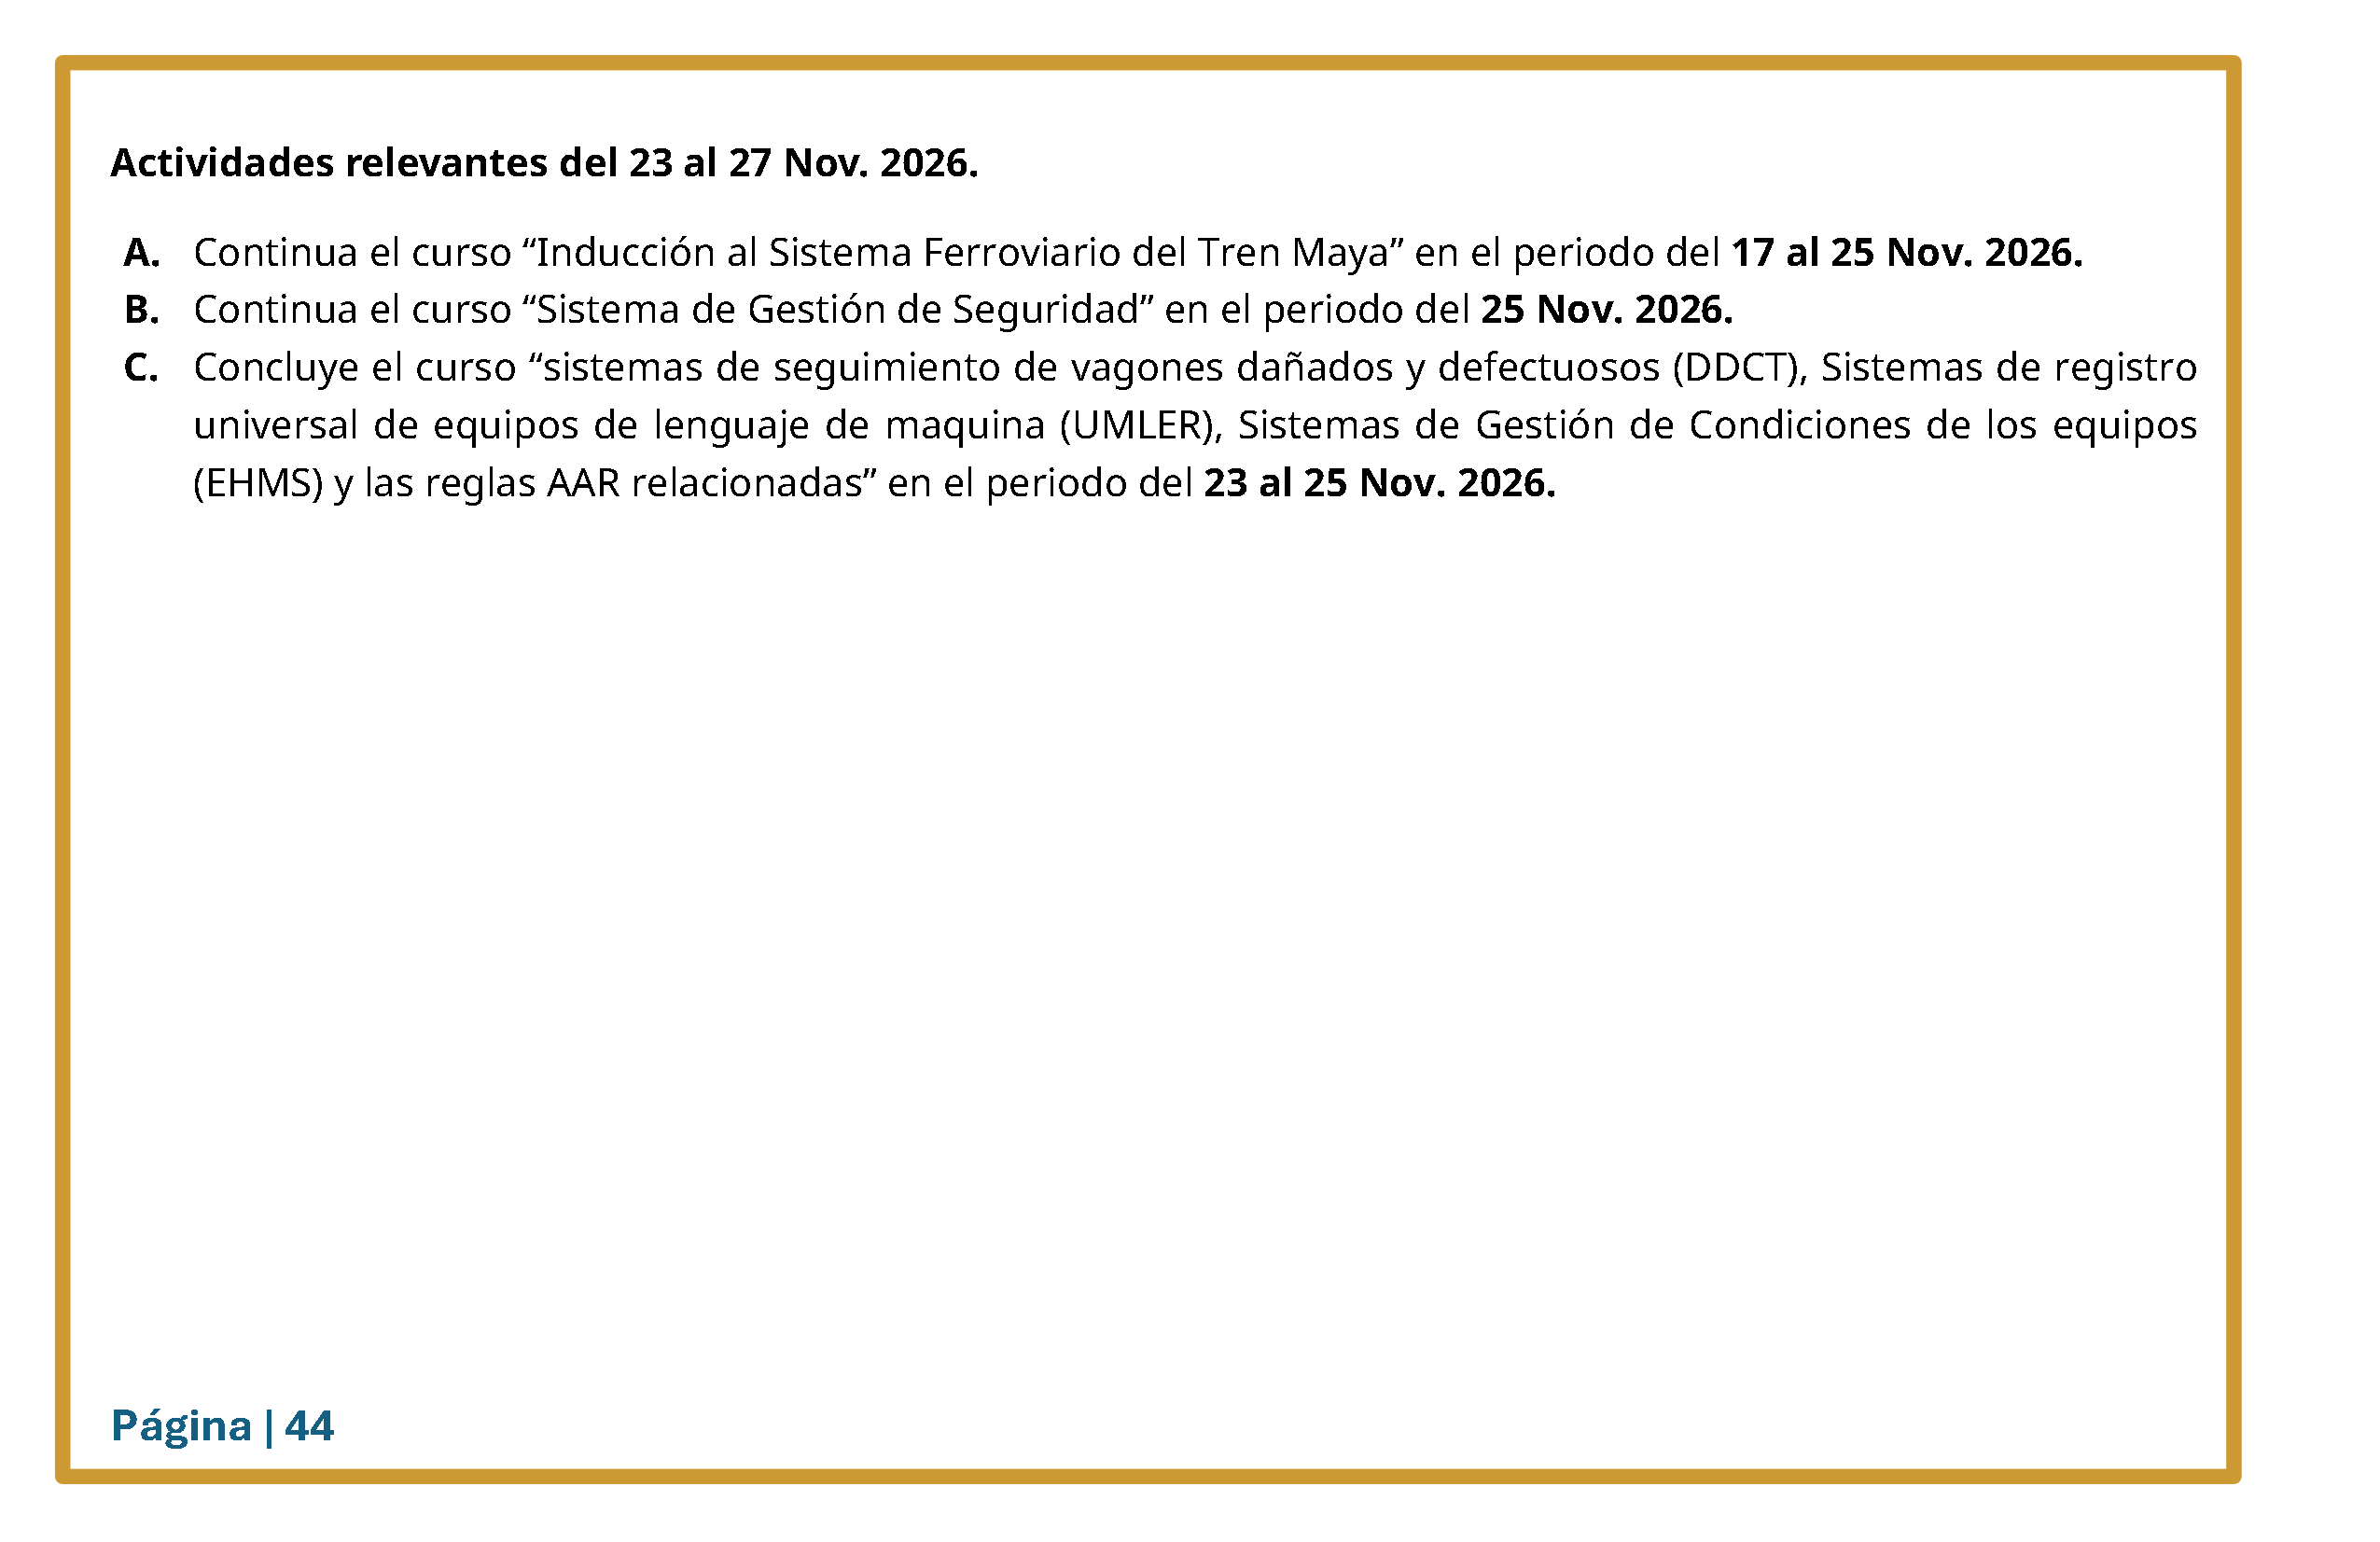 Actividades relevantes del 23 al 27 Nov. 2026.
A. Continua el curso “Inducción al Sistema Ferroviario del Tren Maya” en el periodo del 17 al 25 Nov. 2026.
B. Continua el curso “Sistema de Gestión de Seguridad” en el periodo del 25 Nov. 2026.
C. Concluye el curso “sistemas de seguimiento de vagones dañados y defectuosos (DDCT), Sistemas de registro
universal de equipos de lenguaje de maquina (UMLER), Sistemas de Gestión de Condiciones de los equipos
(EHMS) y las reglas AAR relacionadas” en el periodo del 23 al 25 Nov. 2026.
Página | 44